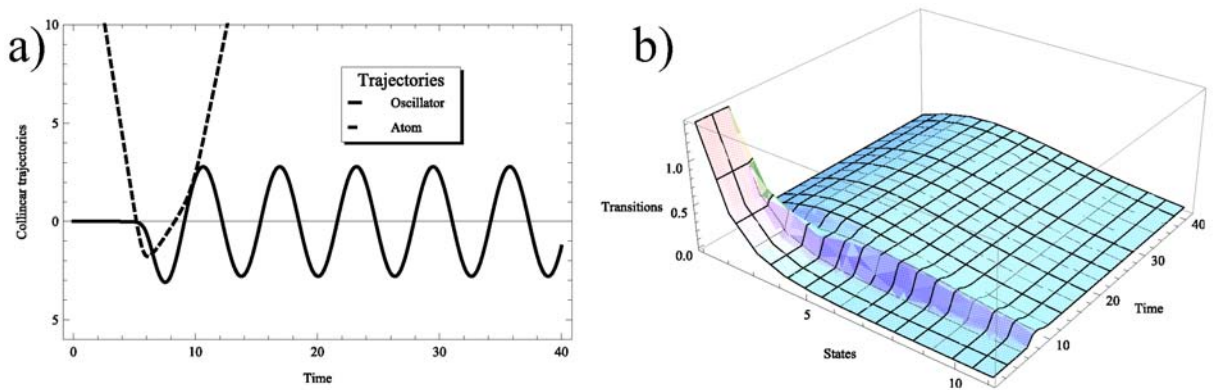 a)
10
5
0
5
Collinear trajectories
0
10
20
30
40
Time
Trajectories
Oscillator
Atom
b)
1.0
0.5
0.0
Transitions
5
10
States
10
20
30
40
Time